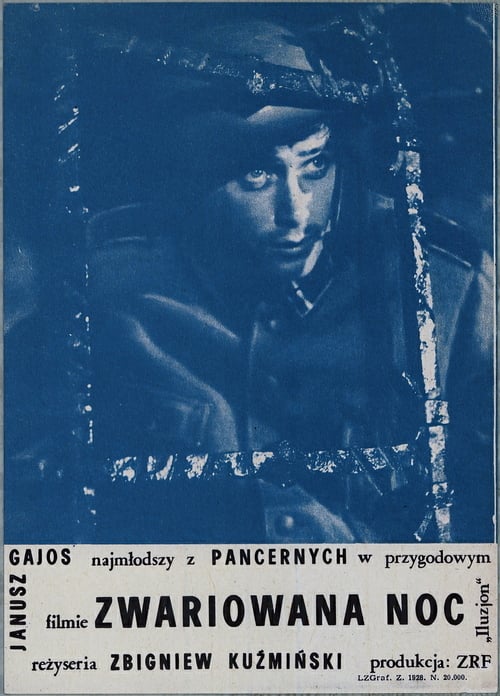 JANUSZ GAJOS najmłodszy z PANCERNYCH w przygodowym
filmie ZWARIOWANA NOC „Iluzjon"
reżyseria ZBIGNIEW KUŹMIŃSKI produkcja: ZRF
LZGraf. Z. 1928. N. 20.000.